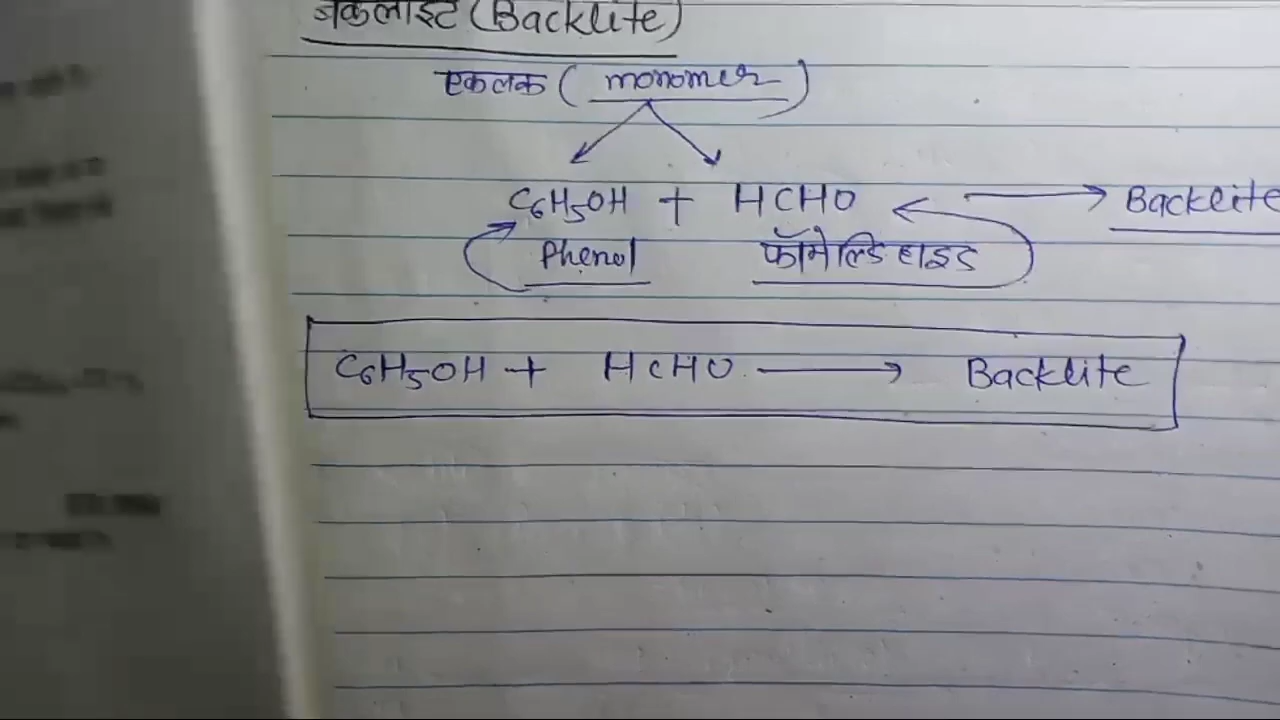 बैकलाइट (Backlite)
एकलक (monomer)
C6H5OH + HCHO → Backlite
Phenol फॉर्मेल्डिहाइड
C6H5OH + HCHO → Backlite